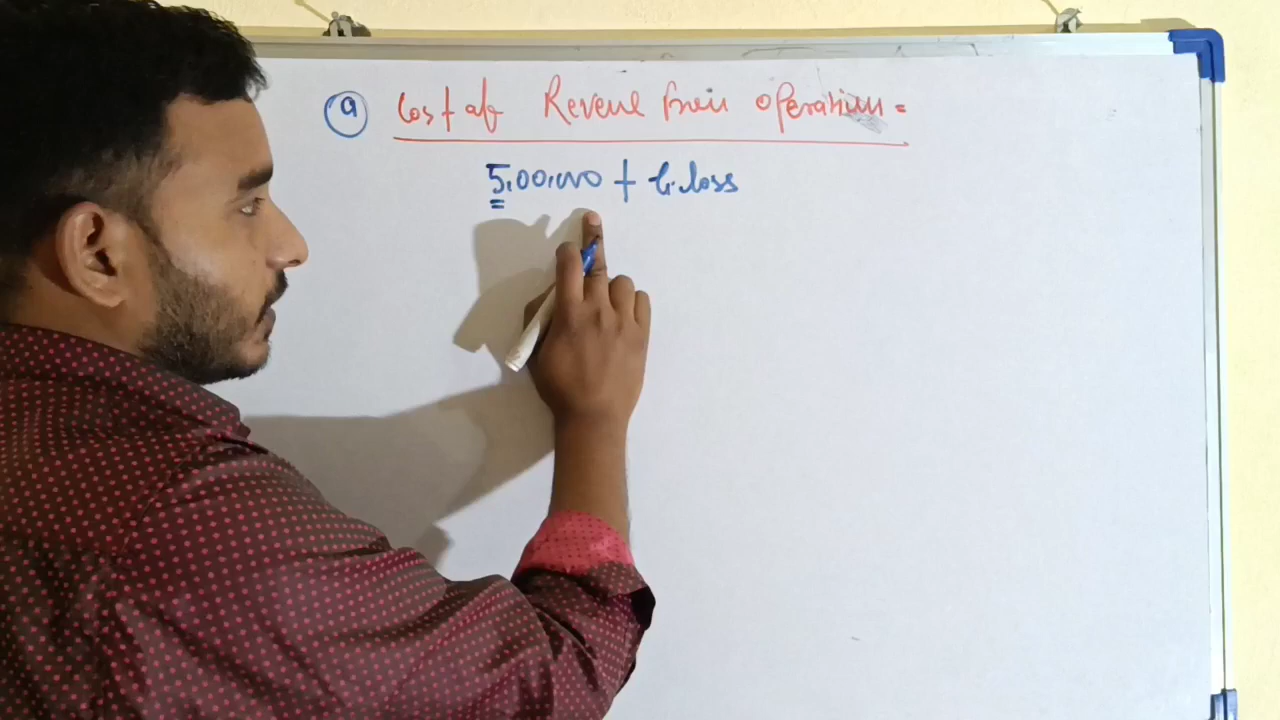 9 Cost of Revenue from operations =
5,00,000 + G.loss